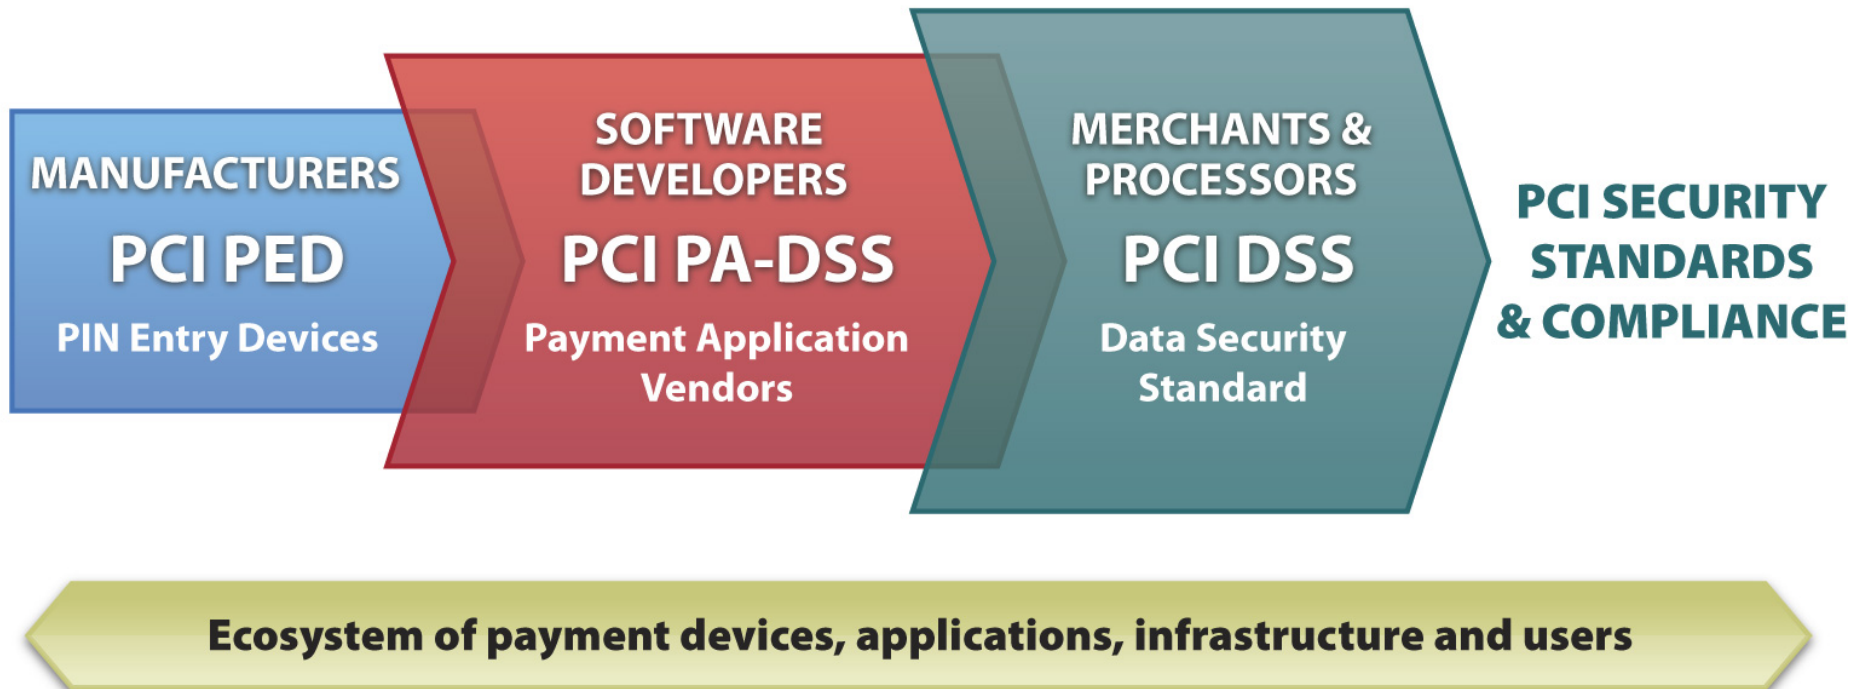 MANUFACTURERS
PCI PED
PIN Entry Devices
SOFTWARE
DEVELOPERS
PCI PA-DSS
Payment Application
Vendors
MERCHANTS &
PROCESSORS
PCI DSS
Data Security
Standard
PCI SECURITY
STANDARDS
& COMPLIANCE
Ecosystem of payment devices, applications, infrastructure and users